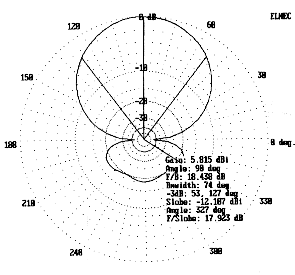 0 dB
ELNEC
120
60
-10
150
30
-20
-30
180
0 deg.
Gain: 5.815 dBi
Angle: 90 deg
F/B: 18.438 dB
Bmwidth: 74 deg
-3dB: 53, 127 deg
Slobe: -12.107 dBi
Angle: 327 deg
F/Slobe: 17.923 dB
210
330
240
300